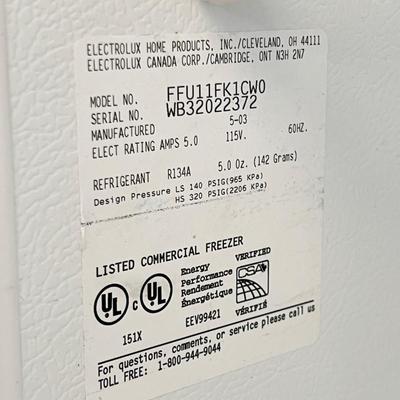 ELECTROLUX HOME PRODUCTS, INC./CLEVELAND, OH 44111
ELECTROLUX CANADA CORP./CAMBRIDGE, ONT N3H 2N7
MODEL NO. FFU11FK1CW0
SERIAL NO. WB32022372
MANUFACTURED 5-03
ELECT RATING AMPS 5.0 115V. 60HZ.
REFRIGERANT R134A 5.0 Oz. (142 Grams)
Design Pressure LS 140 PSIG(965 KPa)
HS 320 PSIG(2206 KPa)
LISTED COMMERCIAL FREEZER
UL C UL
151X
Energy
Performance
Rendement
Énergétique
EEV99421
VERIFIED
CSA
VÉRIFIÉ
For questions, comments, or service please call us
TOLL FREE: 1-800-944-9044